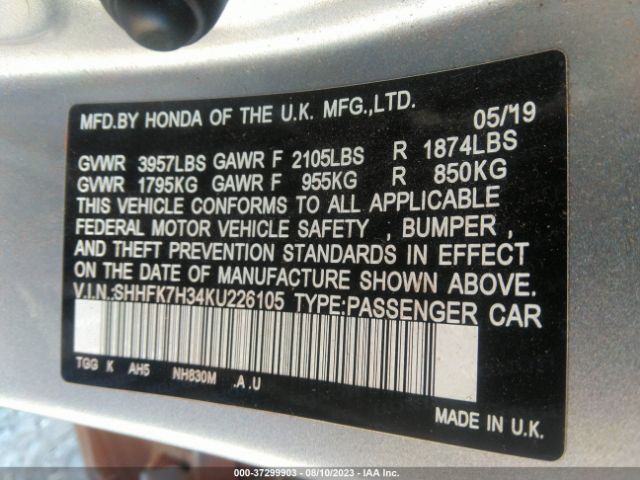 MFD.BY HONDA OF THE U.K. MFG.,LTD. 05/'19
GVWR 3957LBS GAWR F 2105LBS R 1874LBS
GVWR 1795KG GAWR F 955KG R 850KG
THIS VEHICLE CONFORMS TO ALL APPLICABLE
FEDERAL MOTOR VEHICLE SAFETY , BUMPER ,
AND THEFT PREVENTION STANDARDS IN EFFECT
ON THE DATE OF MANUFACTURE SHOWN ABOVE.
V.I.N.:SHHFK7H34KU226105 TYPE:PASSENGER CAR
TGG K AH5 NH830M .A .U
MADE IN U.K.
000-37299903 - 08/10/2023 - IAA Inc.